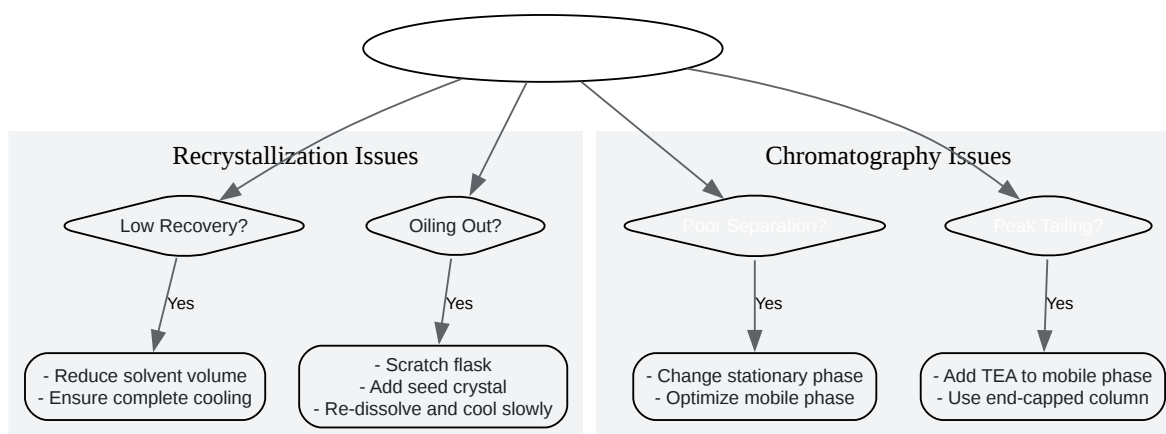 Recrystallization Issues
Chromatography Issues
Low Recovery?
Oiling Out?
Poor Separation?
Peak Tailing?
Yes
Yes
Yes
Yes
- Reduce solvent volume
- Ensure complete cooling
- Scratch flask
- Add seed crystal
- Re-dissolve and cool slowly
- Change stationary phase
- Optimize mobile phase
- Add TEA to mobile phase
- Use end-capped column